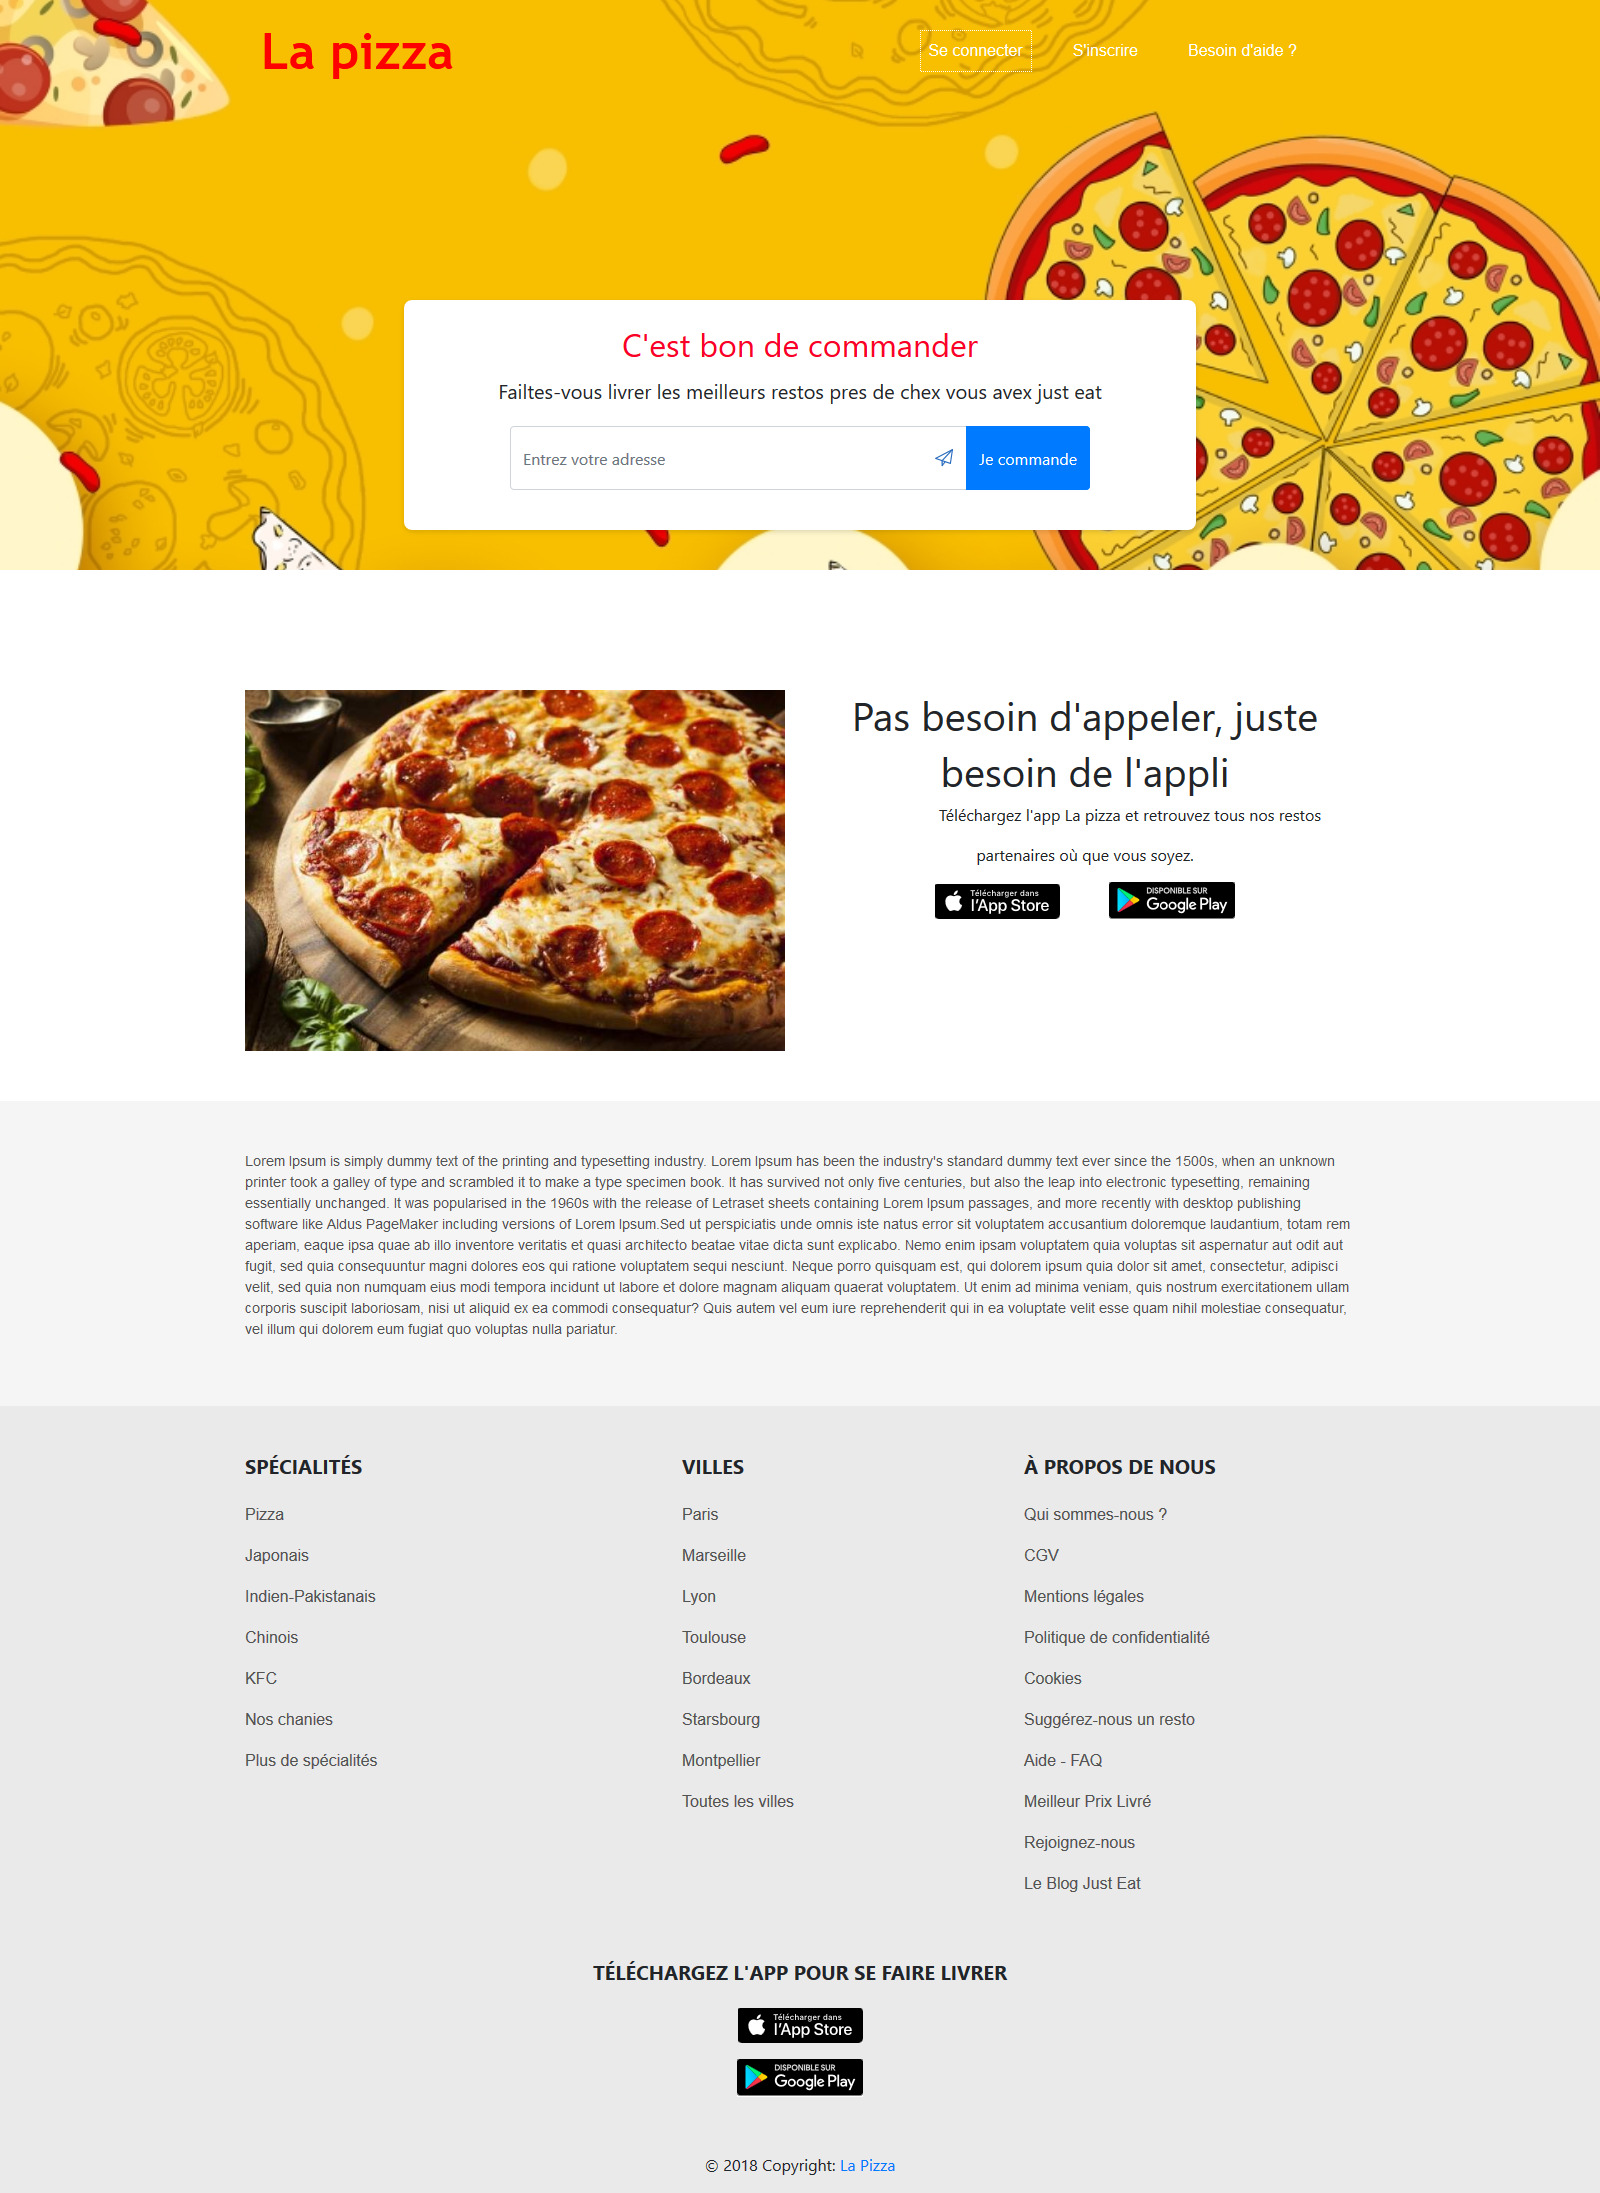 La pizza
Se connecter
S'inscrire
Besoin d'aide ?
C'est bon de commander
Failtes-vous livrer les meilleurs restos pres de chex vous avex just eat
Entrez votre adresse
Je commande
Pas besoin d'appeler, juste
besoin de l'appli
Téléchargez l'app La pizza et retrouvez tous nos restos
partenaires où que vous soyez.
Télécharger dans
l'App Store
DISPONIBLE SUR
Google Play
Lorem Ipsum is simply dummy text of the printing and typesetting industry. Lorem Ipsum has been the industry's standard dummy text ever since the 1500s, when an unknown
printer took a galley of type and scrambled it to make a type specimen book. It has survived not only five centuries, but also the leap into electronic typesetting, remaining
essentially unchanged. It was popularised in the 1960s with the release of Letraset sheets containing Lorem Ipsum passages, and more recently with desktop publishing
software like Aldus PageMaker including versions of Lorem Ipsum.Sed ut perspiciatis unde omnis iste natus error sit voluptatem accusantium doloremque laudantium, totam rem
aperiam, eaque ipsa quae ab illo inventore veritatis et quasi architecto beatae vitae dicta sunt explicabo. Nemo enim ipsam voluptatem quia voluptas sit aspernatur aut odit aut
fugit, sed quia consequuntur magni dolores eos qui ratione voluptatem sequi nesciunt. Neque porro quisquam est, qui dolorem ipsum quia dolor sit amet, consectetur, adipisci
velit, sed quia non numquam eius modi tempora incidunt ut labore et dolore magnam aliquam quaerat voluptatem. Ut enim ad minima veniam, quis nostrum exercitationem ullam
corporis suscipit laboriosam, nisi ut aliquid ex ea commodi consequatur? Quis autem vel eum iure reprehenderit qui in ea voluptate velit esse quam nihil molestiae consequatur,
vel illum qui dolorem eum fugiat quo voluptas nulla pariatur.
SPÉCIALITÉS
Pizza
Japonais
Indien-Pakistanais
Chinois
KFC
Nos chanies
Plus de spécialités
VILLES
Paris
Marseille
Lyon
Toulouse
Bordeaux
Starsbourg
Montpellier
Toutes les villes
À PROPOS DE NOUS
Qui sommes-nous ?
CGV
Mentions légales
Politique de confidentialité
Cookies
Suggérez-nous un resto
Aide - FAQ
Meilleur Prix Livré
Rejoignez-nous
Le Blog Just Eat
TÉLÉCHARGEZ L'APP POUR SE FAIRE LIVRER
Télécharger dans
l'App Store
DISPONIBLE SUR
Google Play
© 2018 Copyright: La Pizza